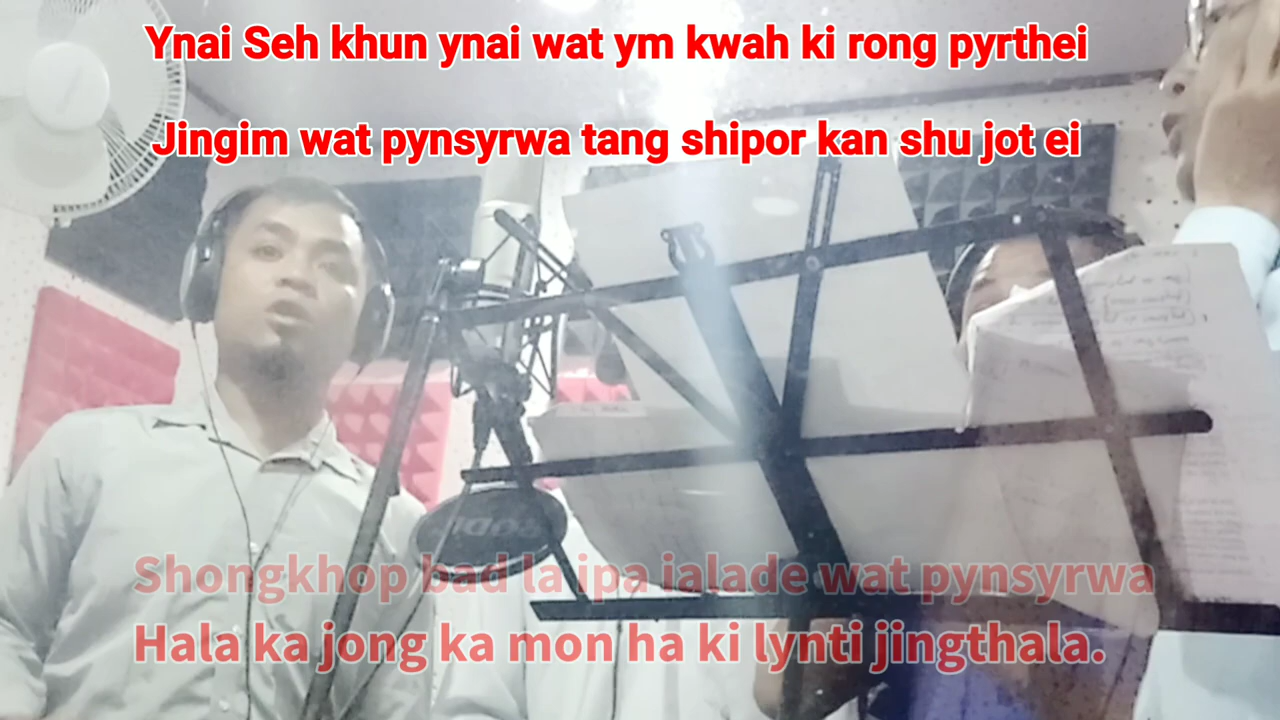 Ynai Seh khun ynai wat ym kwah ki rong pyrthei
Jingim wat pynsyrwa tang shipor kan shu jot ei
Shongkhop bad la ipa ialade wat pynsyrwa
Hala ka jong ka mon ha ki lynti jingthala.